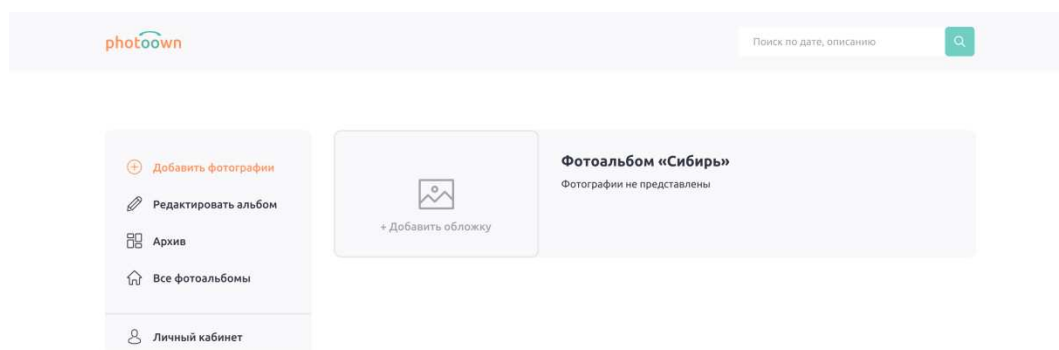 photoown
Поиск по дате, описанию
Добавить фотографии
Редактировать альбом
Архив
Все фотоальбомы
Личный кабинет
+ Добавить обложку
Фотоальбом «Сибирь»
Фотографии не представлены